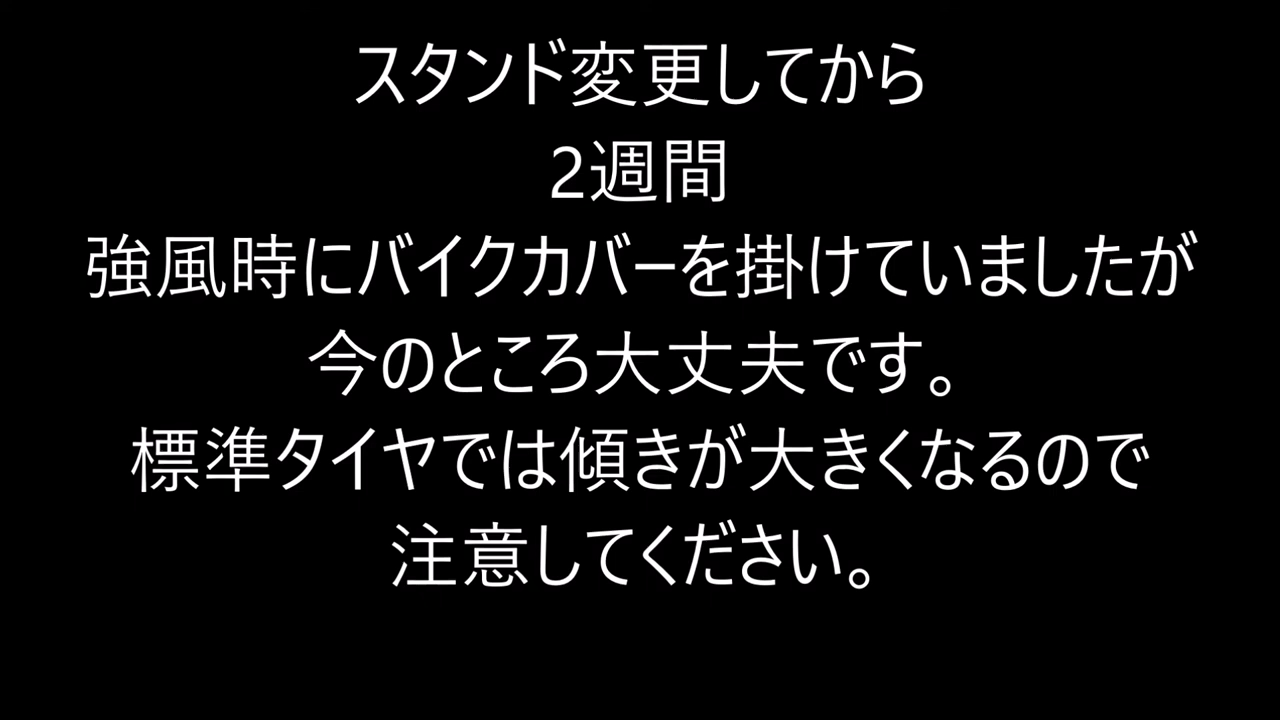 スタンド変更してから
2週間
強風時にバイクカバーを掛けていましたが
今のところ大丈夫です。
標準タイヤでは傾きが大きくなるので
注意してください。